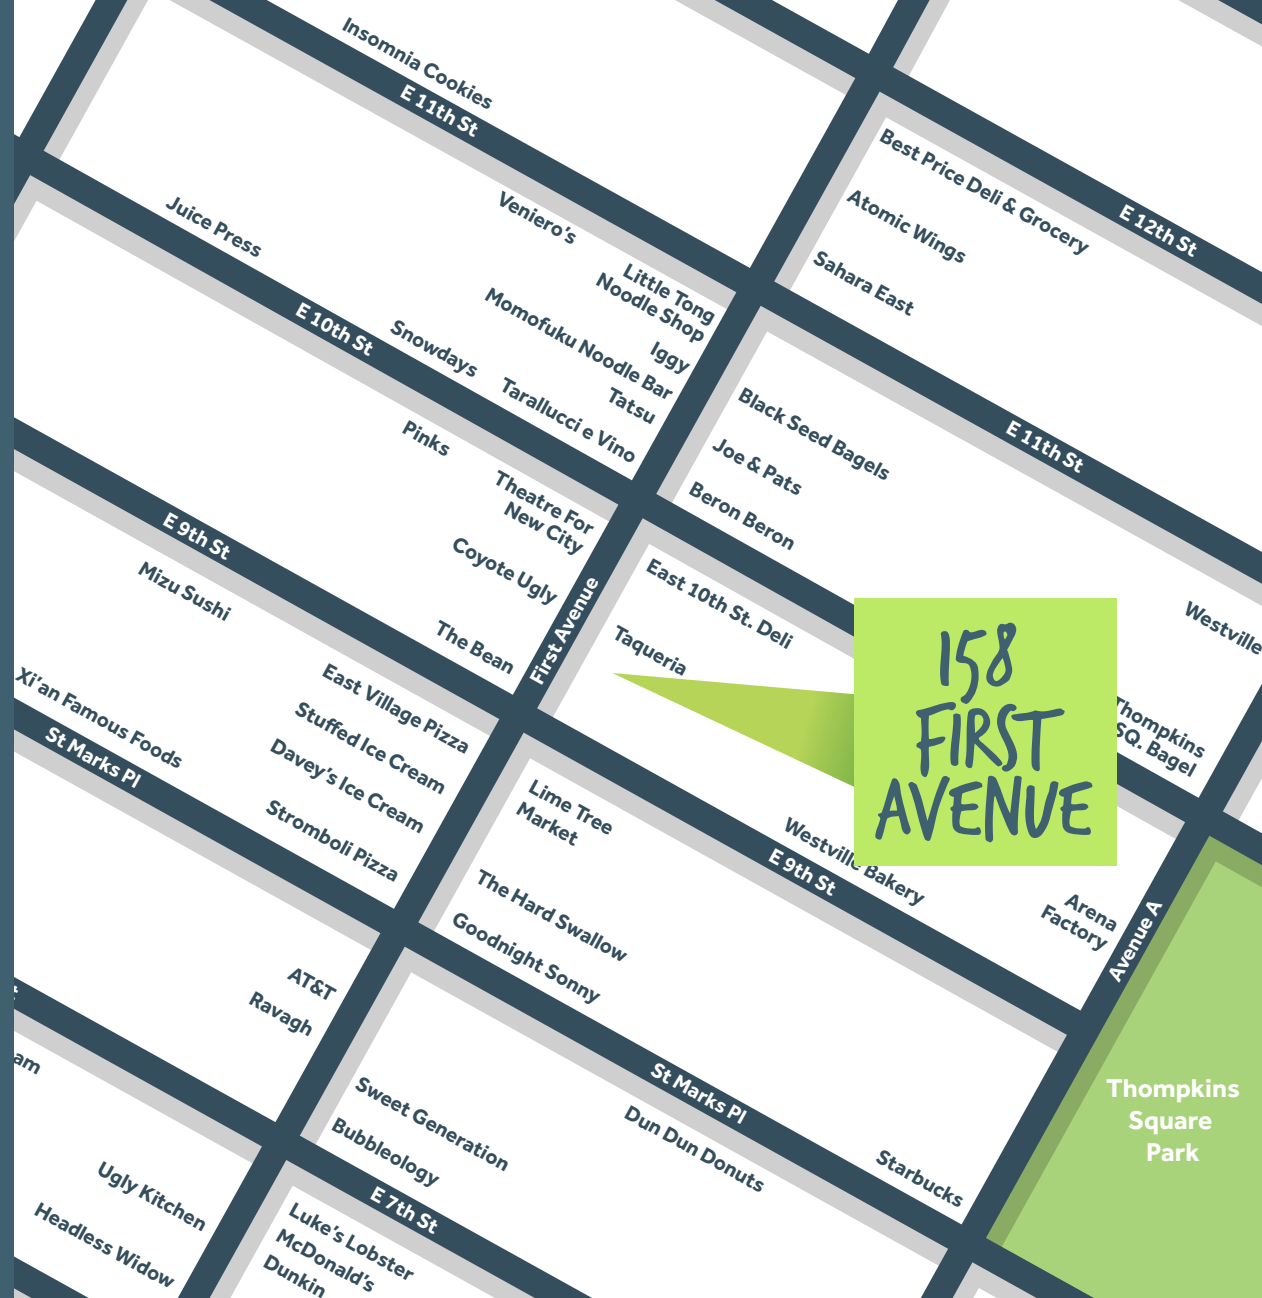 Insomnia Cookies
E 11th St
Best Price Deli & Grocery
E 12th St
Atomic Wings
Sahara East
Juice Press
Veniero's
Little Tong
Noodle Shop
Iggy
Momofuku Noodle Bar
Tatsu
E 10th St
Snowdays
Tarallucci e Vino
Black Seed Bagels
Joe & Pats
Beron Beron
E 11th St
Pinks
Theatre For
New City
Coyote Ugly
The Bean
First Avenue
E 9th St
Mizu Sushi
East 10th St. Deli
Taqueria
158
FIRST
AVENUE
Westville
Thompkins
SQ. Bagel
Xi'an Famous Foods
St Marks Pl
East Village Pizza
Stuffed Ice Cream
Davey's Ice Cream
Stromboli Pizza
Lime Tree
Market
The Hard Swallow
Goodnight Sonny
Westville Bakery
E 9th St
Arena
Factory
Avenue A
AT&T
Ravagh
am
Sweet Generation
Bubbleology
St Marks Pl
Dun Dun Donuts
Starbucks
Thompkins
Square
Park
Ugly Kitchen
Headless Widow
E 7th St
Luke's Lobster
McDonald's
Dunkin